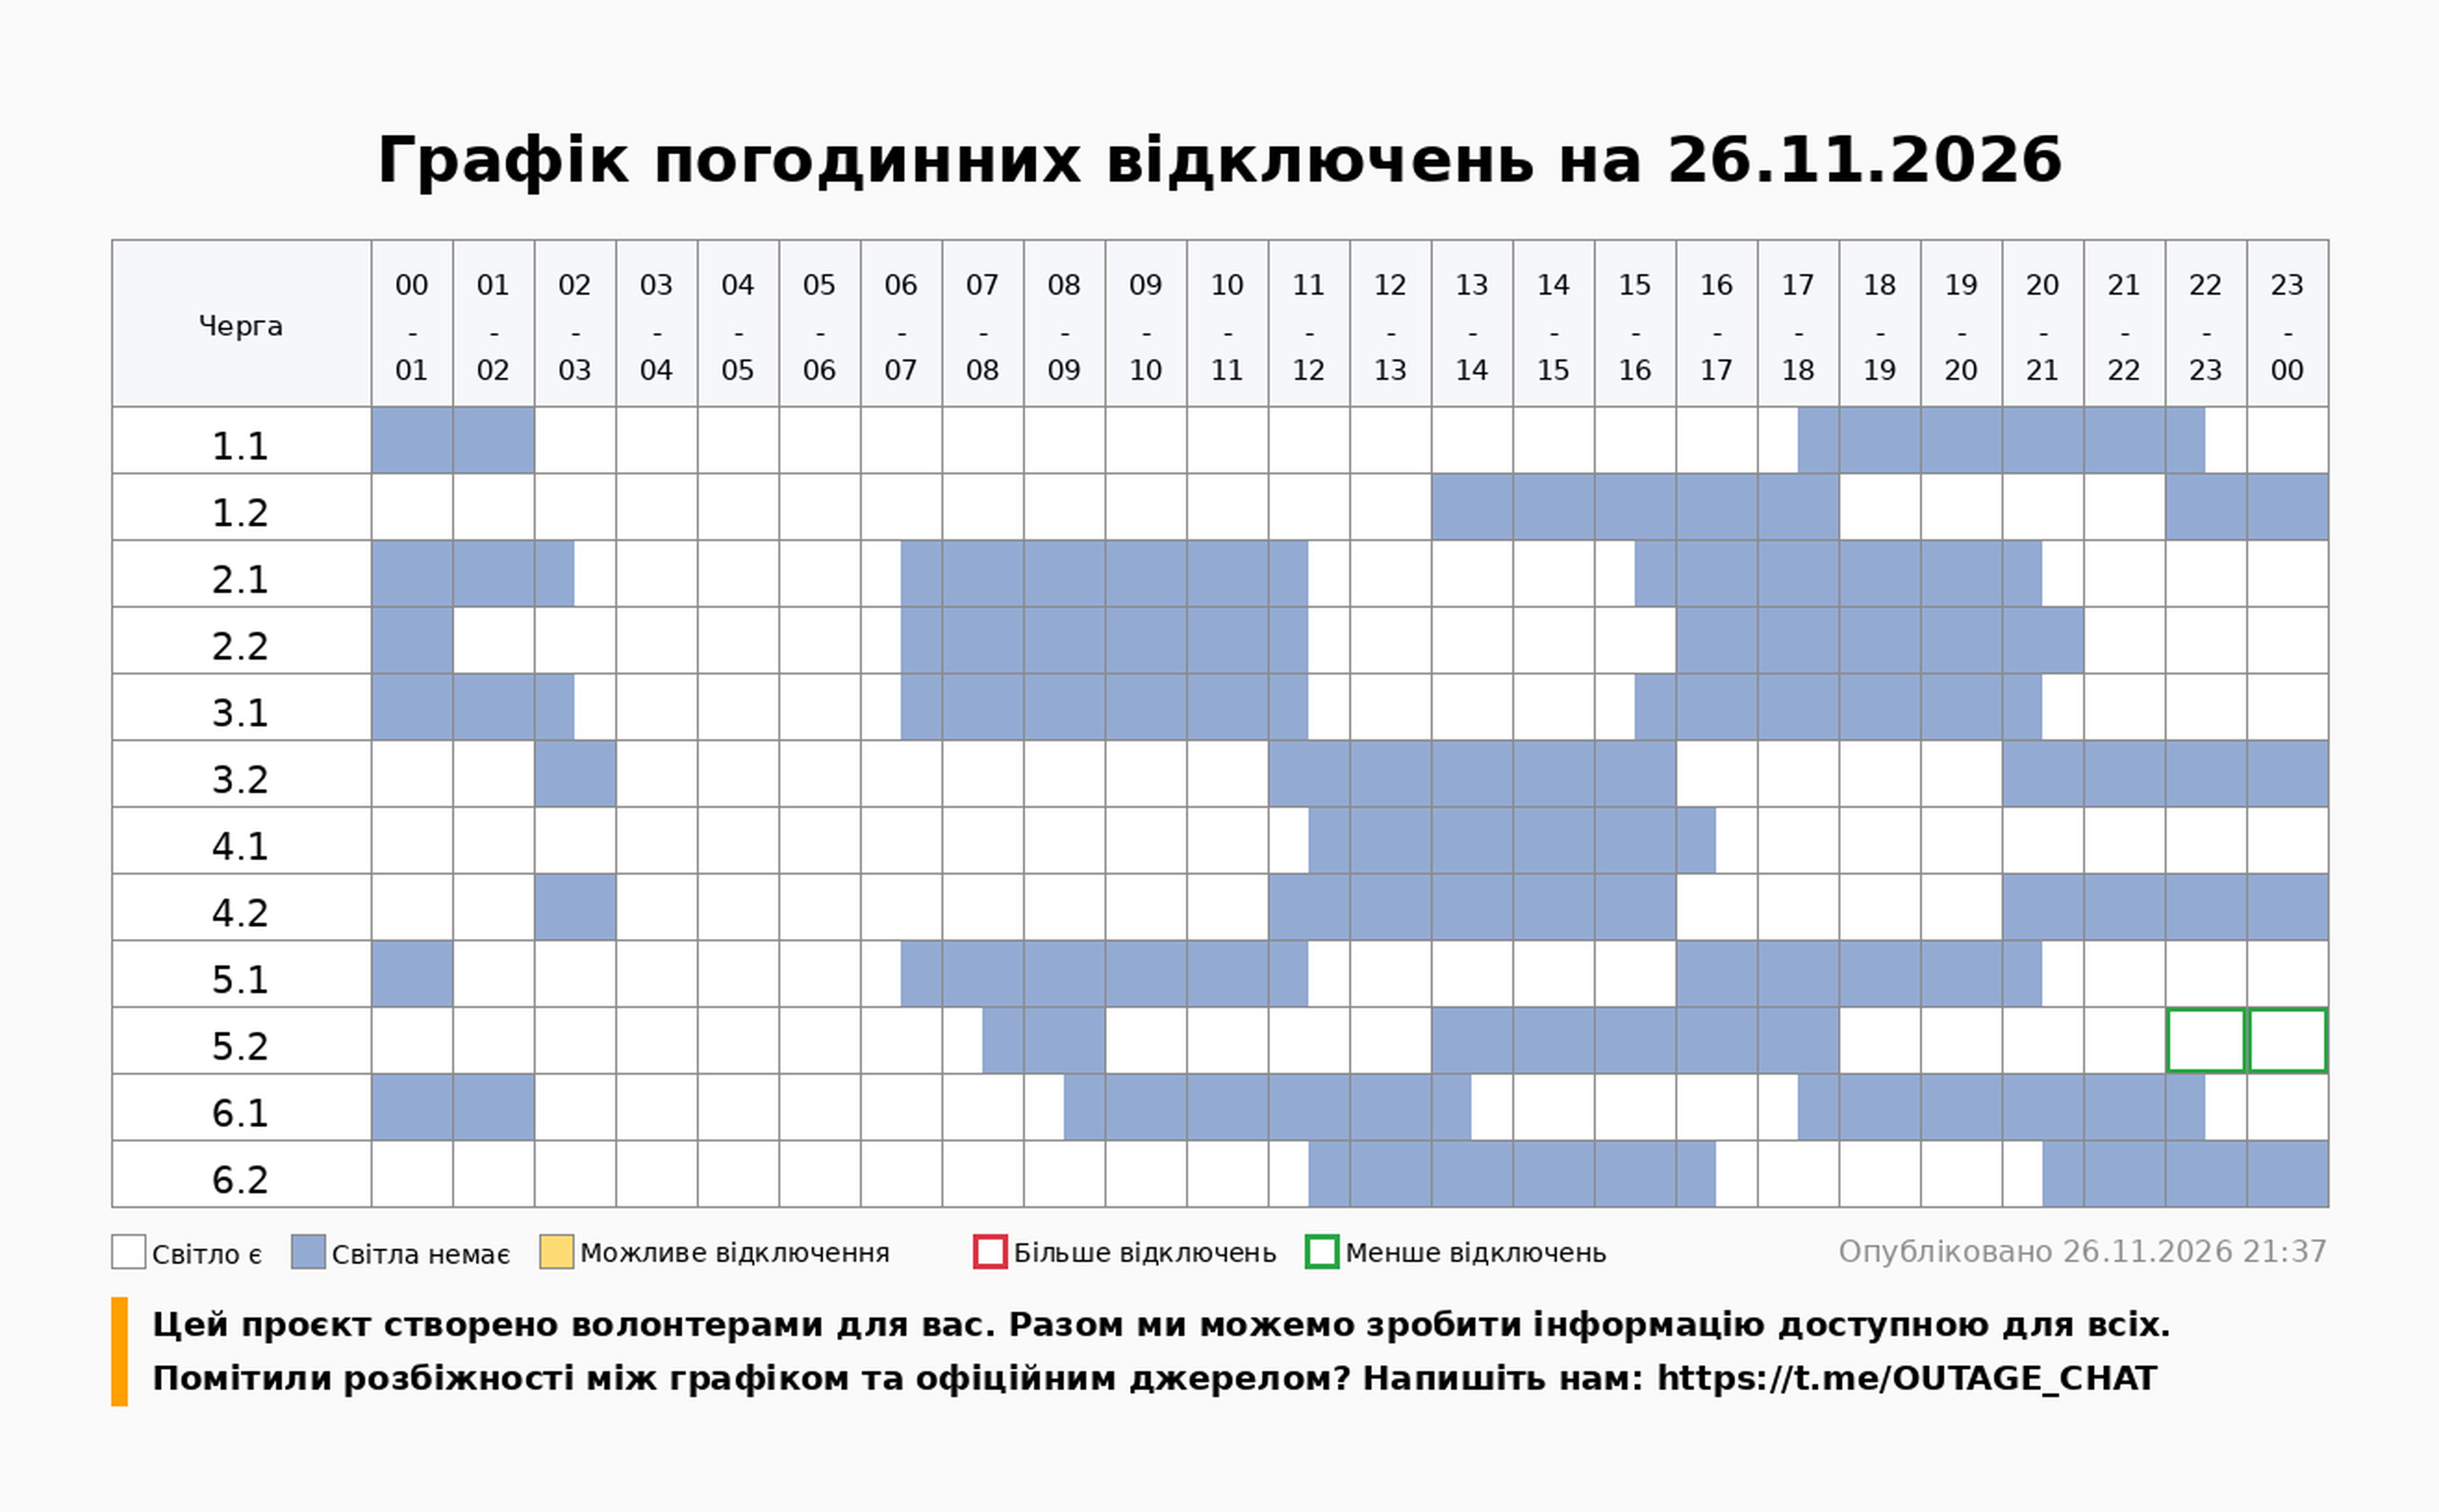 Графік погодинних відключень на 26.11.2026
Черга 00 - 01 01 - 02 02 - 03 03 - 04 04 - 05 05 - 06 06 - 07 07 - 08 08 - 09 09 - 10 10 - 11 11 - 12 12 - 13 13 - 14 14 - 15 15 - 16 16 - 17 17 - 18 18 - 19 19 - 20 20 - 21 21 - 22 22 - 23 23 - 00
1.1
1.2
2.1
2.2
3.1
3.2
4.1
4.2
5.1
5.2
6.1
6.2
Світло є Світла немає Можливе відключення Більше відключень Менше відключень Опубліковано 26.11.2026 21:37
Цей проєкт створено волонтерами для вас. Разом ми можемо зробити інформацію доступною для всіх.
Помітили розбіжності між графіком та офіційним джерелом? Напишіть нам: https://t.me/OUTAGE_CHAT